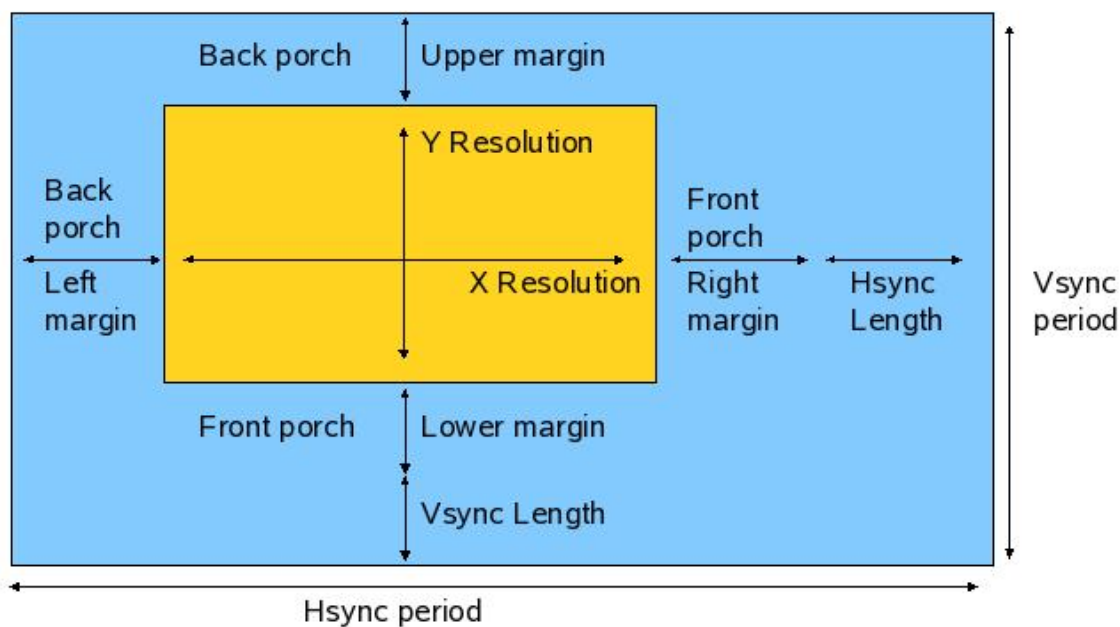 Back porch
Upper margin
Y Resolution
Back
porch
Left
margin
X Resolution
Front
porch
Right
margin
Hsync
Length
Vsync
period
Front porch
Lower margin
Vsync Length
Hsync period